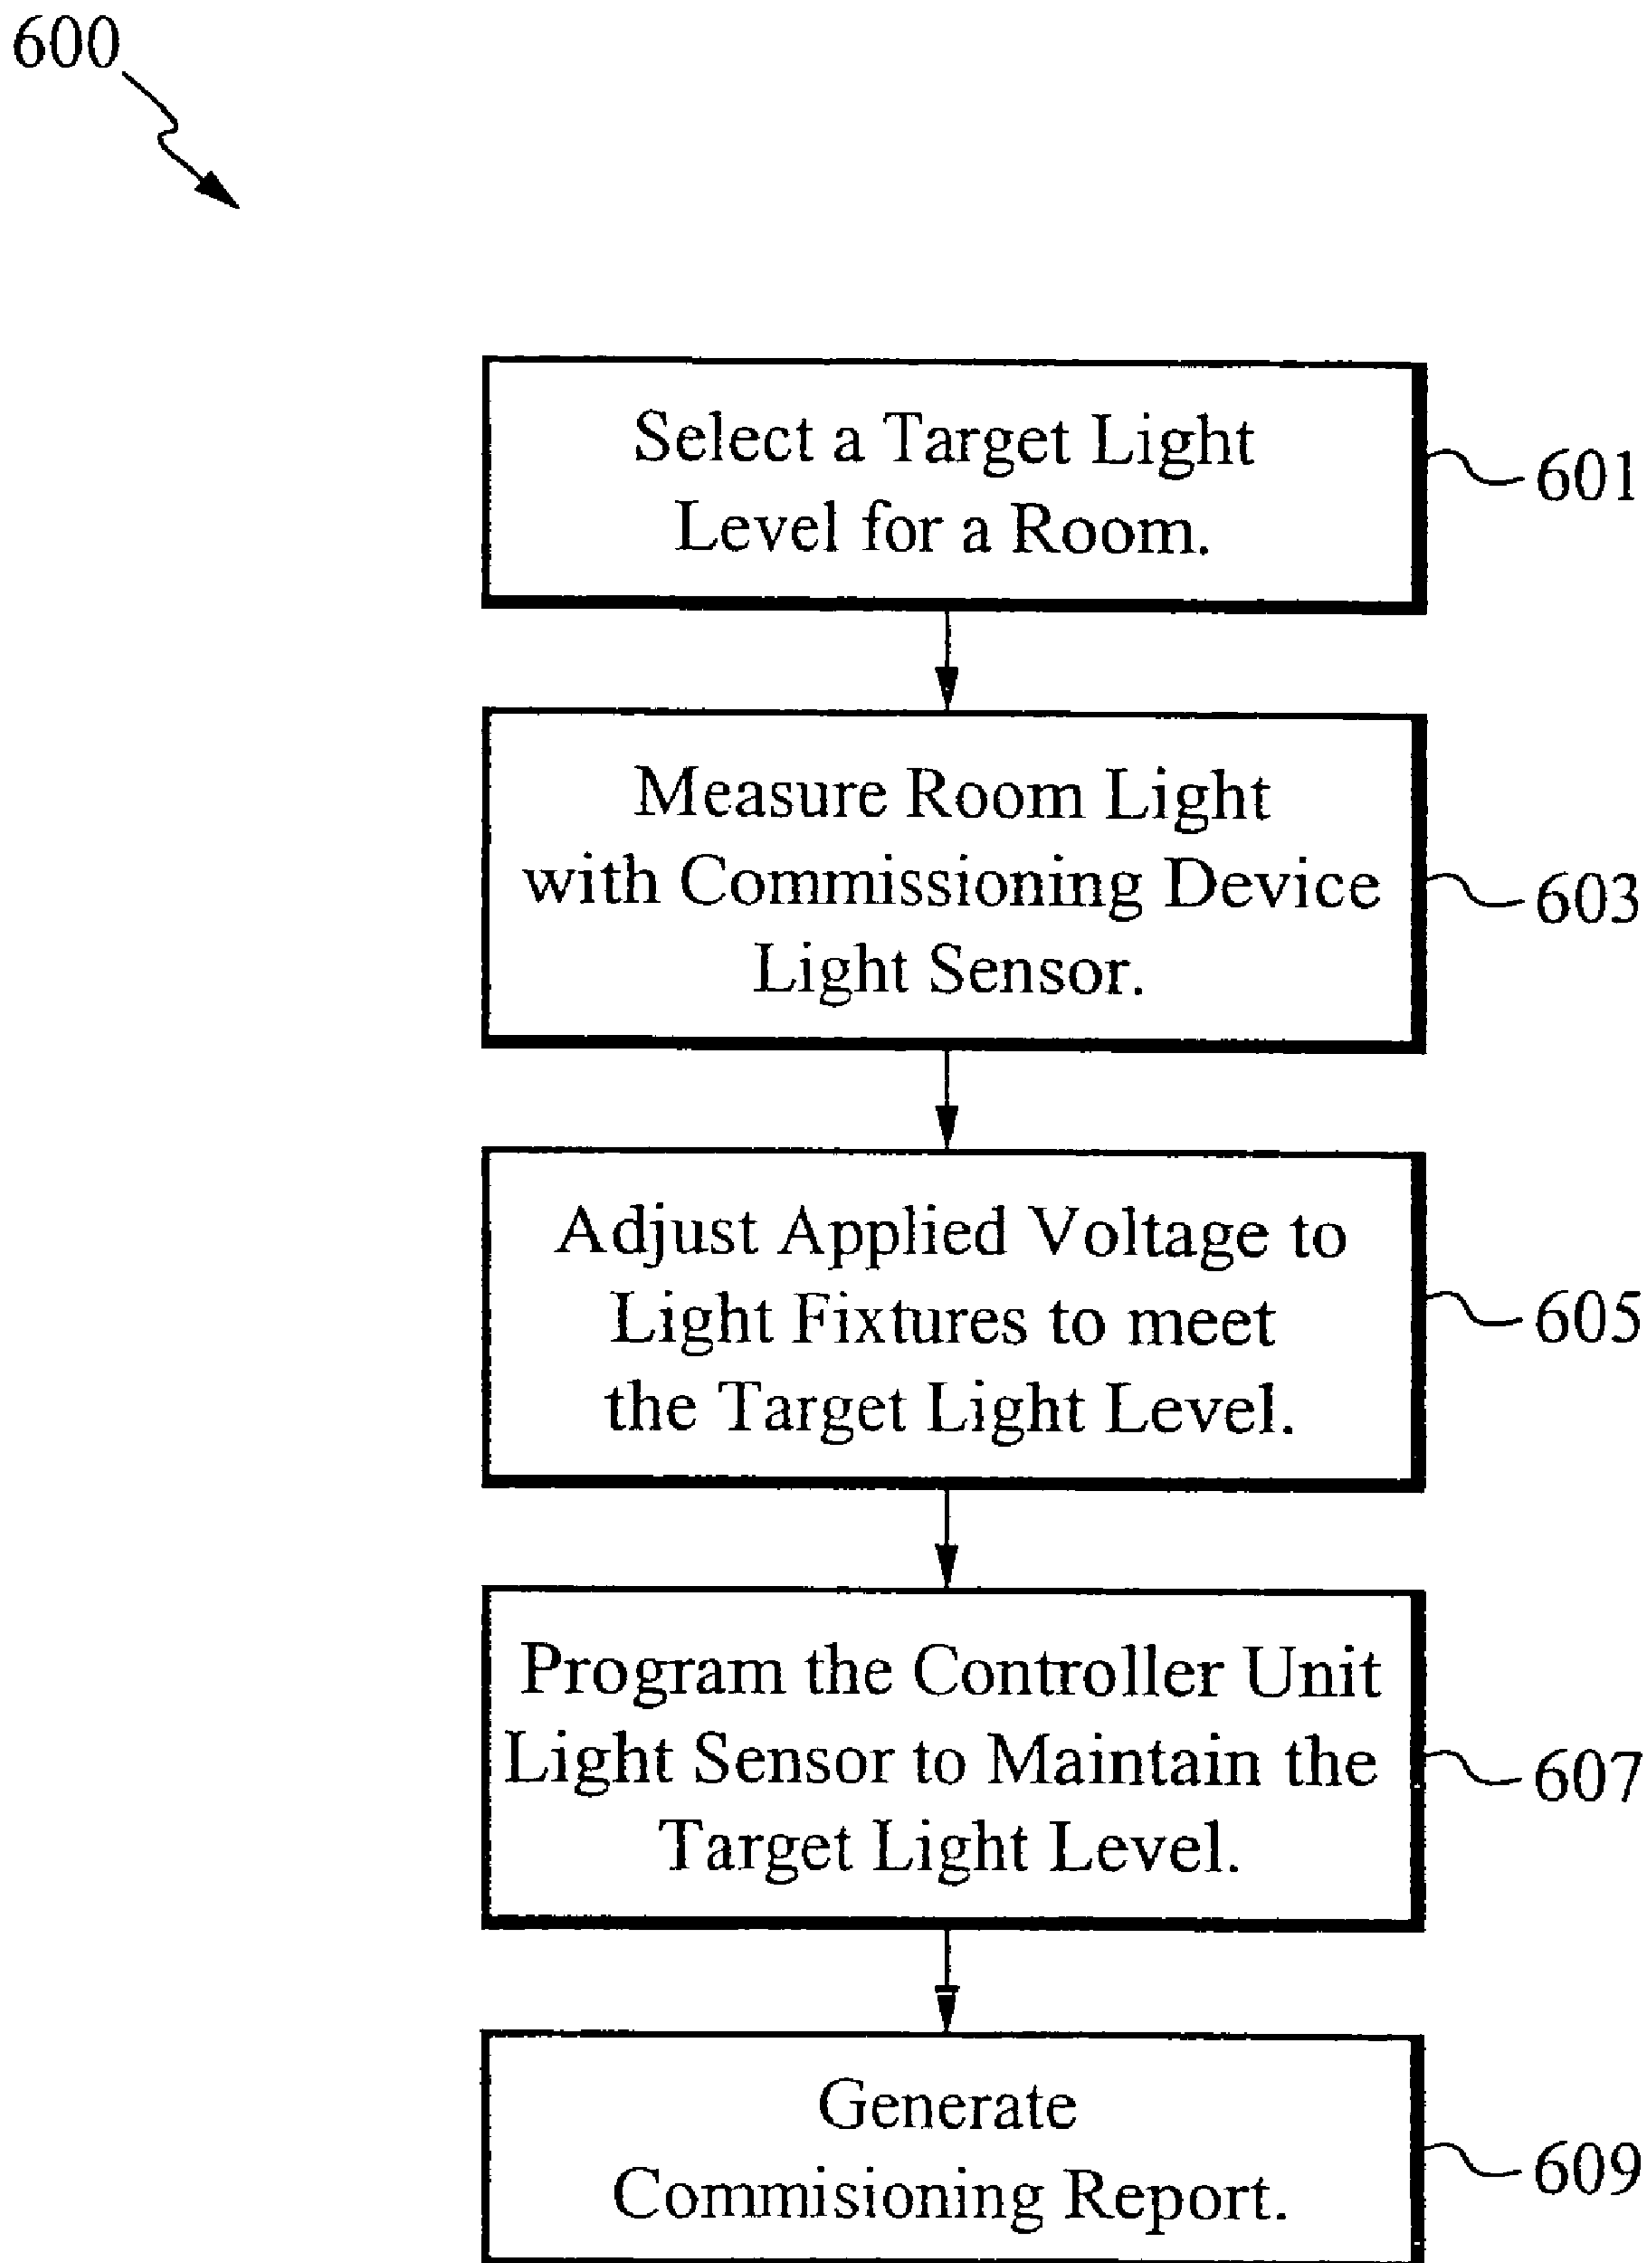 600
Select a Target Light
Level for a Room.
601
Measure Room Light
with Commissioning Device
Light Sensor.
603
Adjust Applied Voltage to
Light Fixtures to meet
the Target Light Level.
605
Program the Controller Unit
Light Sensor to Maintain the
Target Light Level.
607
Generate
Commisioning Report.
609